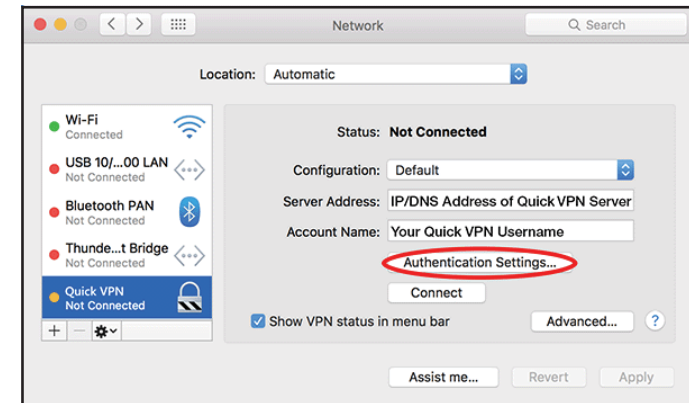 Network
Search
Location: Automatic
Wi-Fi
Connected
USB 10/...00 LAN
Not Connected
Bluetooth PAN
Not Connected
Thunde...t Bridge
Not Connected
Quick VPN
Not Connected
Status: Not Connected
Configuration: Default
Server Address: IP/DNS Address of Quick VPN Server
Account Name: Your Quick VPN Username
Authentication Settings...
Connect
Show VPN status in menu bar
Advanced...
?
Assist me...
Revert
Apply